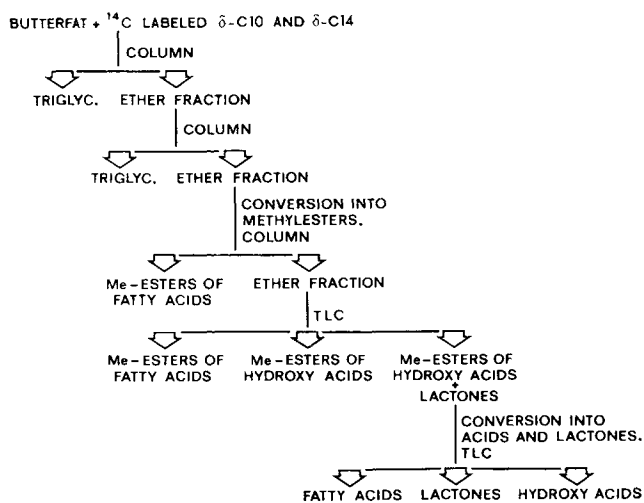 BUTTERFAT + ¹⁴C LABELED δ-C10 AND δ-C14
COLUMN
TRIGLYC. ETHER FRACTION
COLUMN
TRIGLYC. ETHER FRACTION
CONVERSION INTO
METHYLESTERS.
COLUMN
Me-ESTERS OF
FATTY ACIDS
ETHER FRACTION
TLC
Me-ESTERS OF
FATTY ACIDS
Me-ESTERS OF
HYDROXY ACIDS
Me-ESTERS OF
HYDROXY ACIDS
+
LACTONES
CONVERSION INTO
ACIDS AND LACTONES.
TLC
FATTY ACIDS LACTONES HYDROXY ACIDS